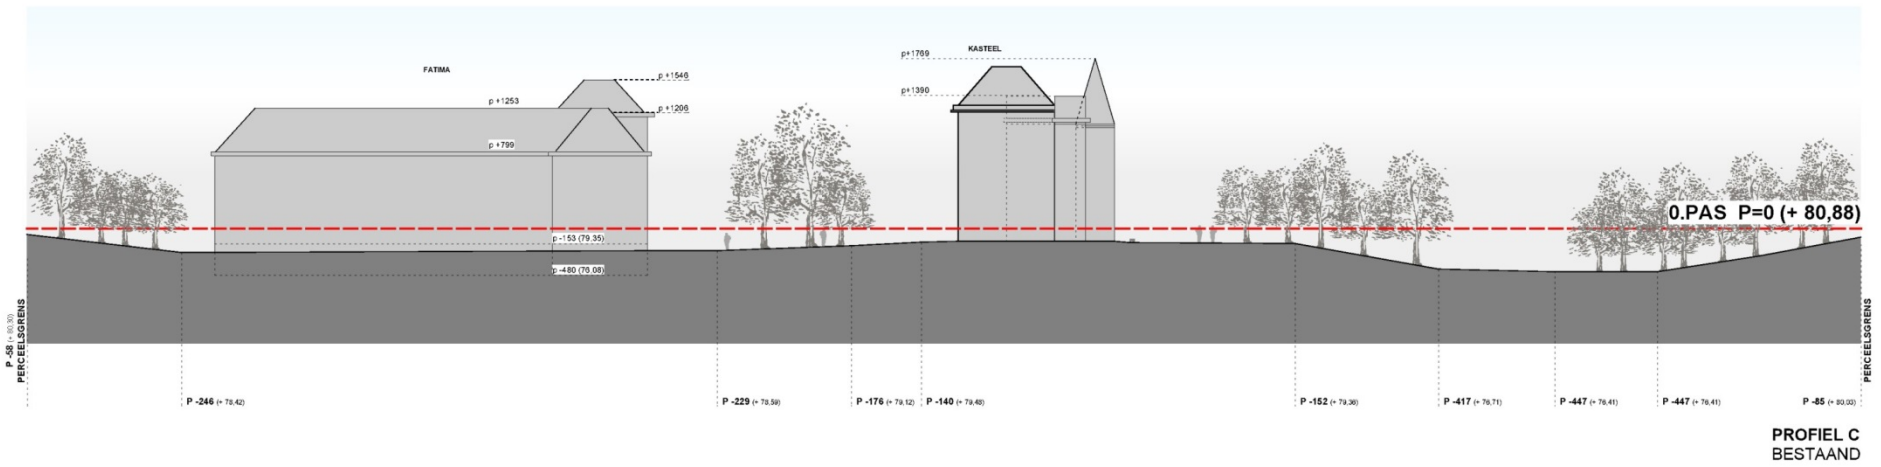 KASTEEL
p+1769
FATIMA
p +1546
p+1390
p +1253
p +1206
p +799
0.PAS P=0 (+ 80,88)
p -153 (79.35)
p -480 (76.08)
P -58 (+ 80,30)
PERCEELSGRENS
PERCEELSGRENS
P -246 (+ 78,42)
P -229 (+ 78,59)
P -176 (+ 79,12)
P -140 (+ 79,48)
P -152 (+ 79,36)
P -417 (+ 76,71)
P -447 (+ 76,41)
P -447 (+ 76,41)
P -85 (+ 80,03)
PROFIEL C
BESTAAND